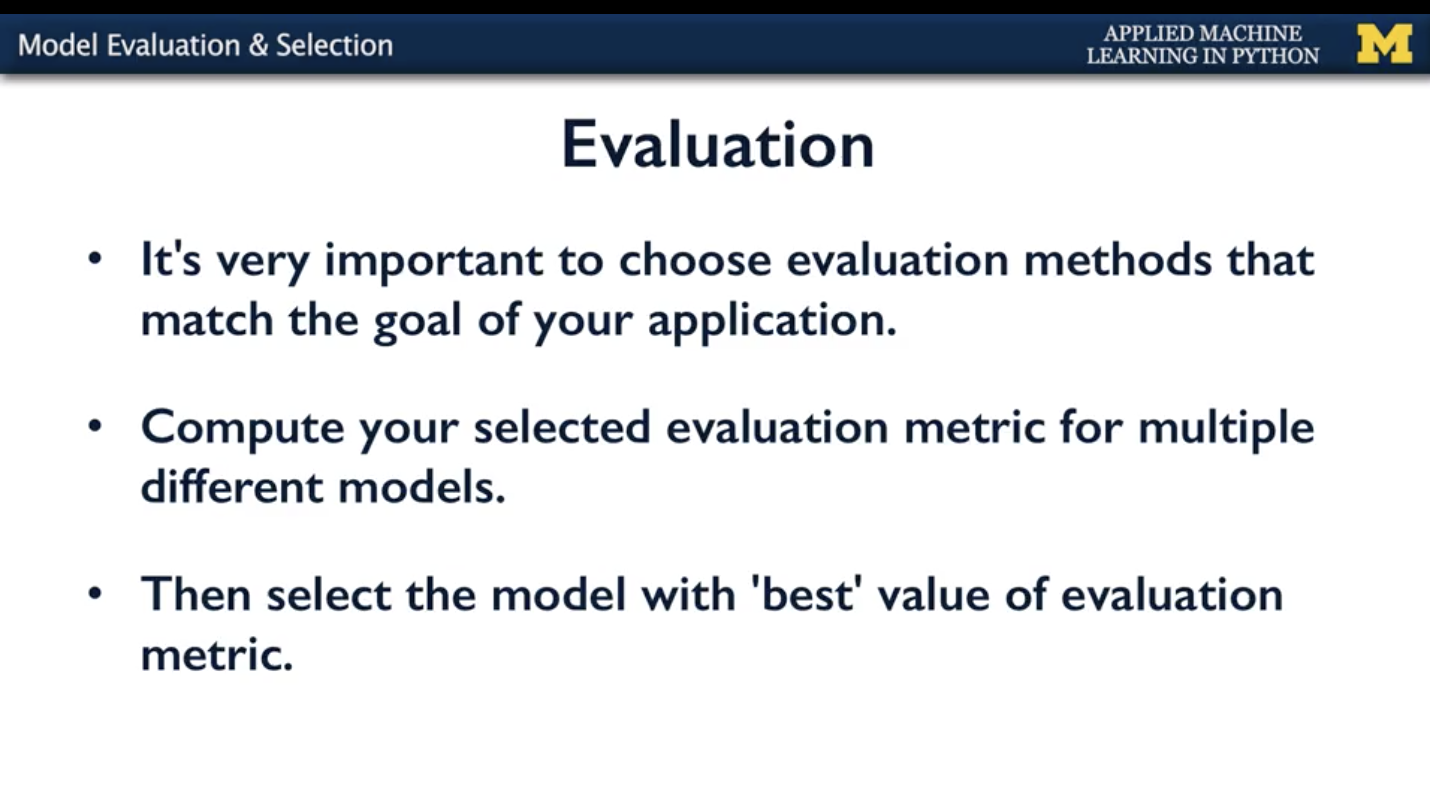 Model Evaluation & Selection
APPLIED MACHINE
LEARNING IN PYTHON
M
Evaluation
• It's very important to choose evaluation methods that
match the goal of your application.
• Compute your selected evaluation metric for multiple
different models.
• Then select the model with 'best' value of evaluation
metric.